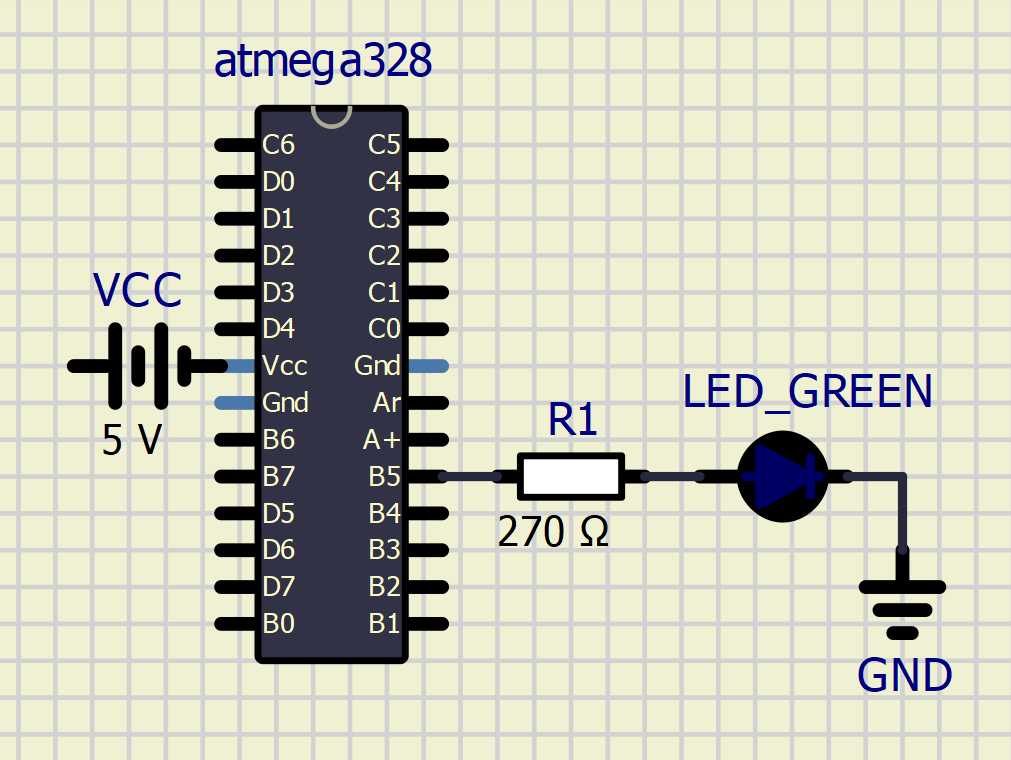 atmega328
C6 C5
D0 C4
D1 C3
D2 C2
VCC
D3 C1
D4 C0
Vcc Gnd
Gnd Ar
LED_GREEN
R1
5 V
B6 A+
B7 B5
D5 B4
270 Ω
D6 B3
D7 B2
B0 B1
GND